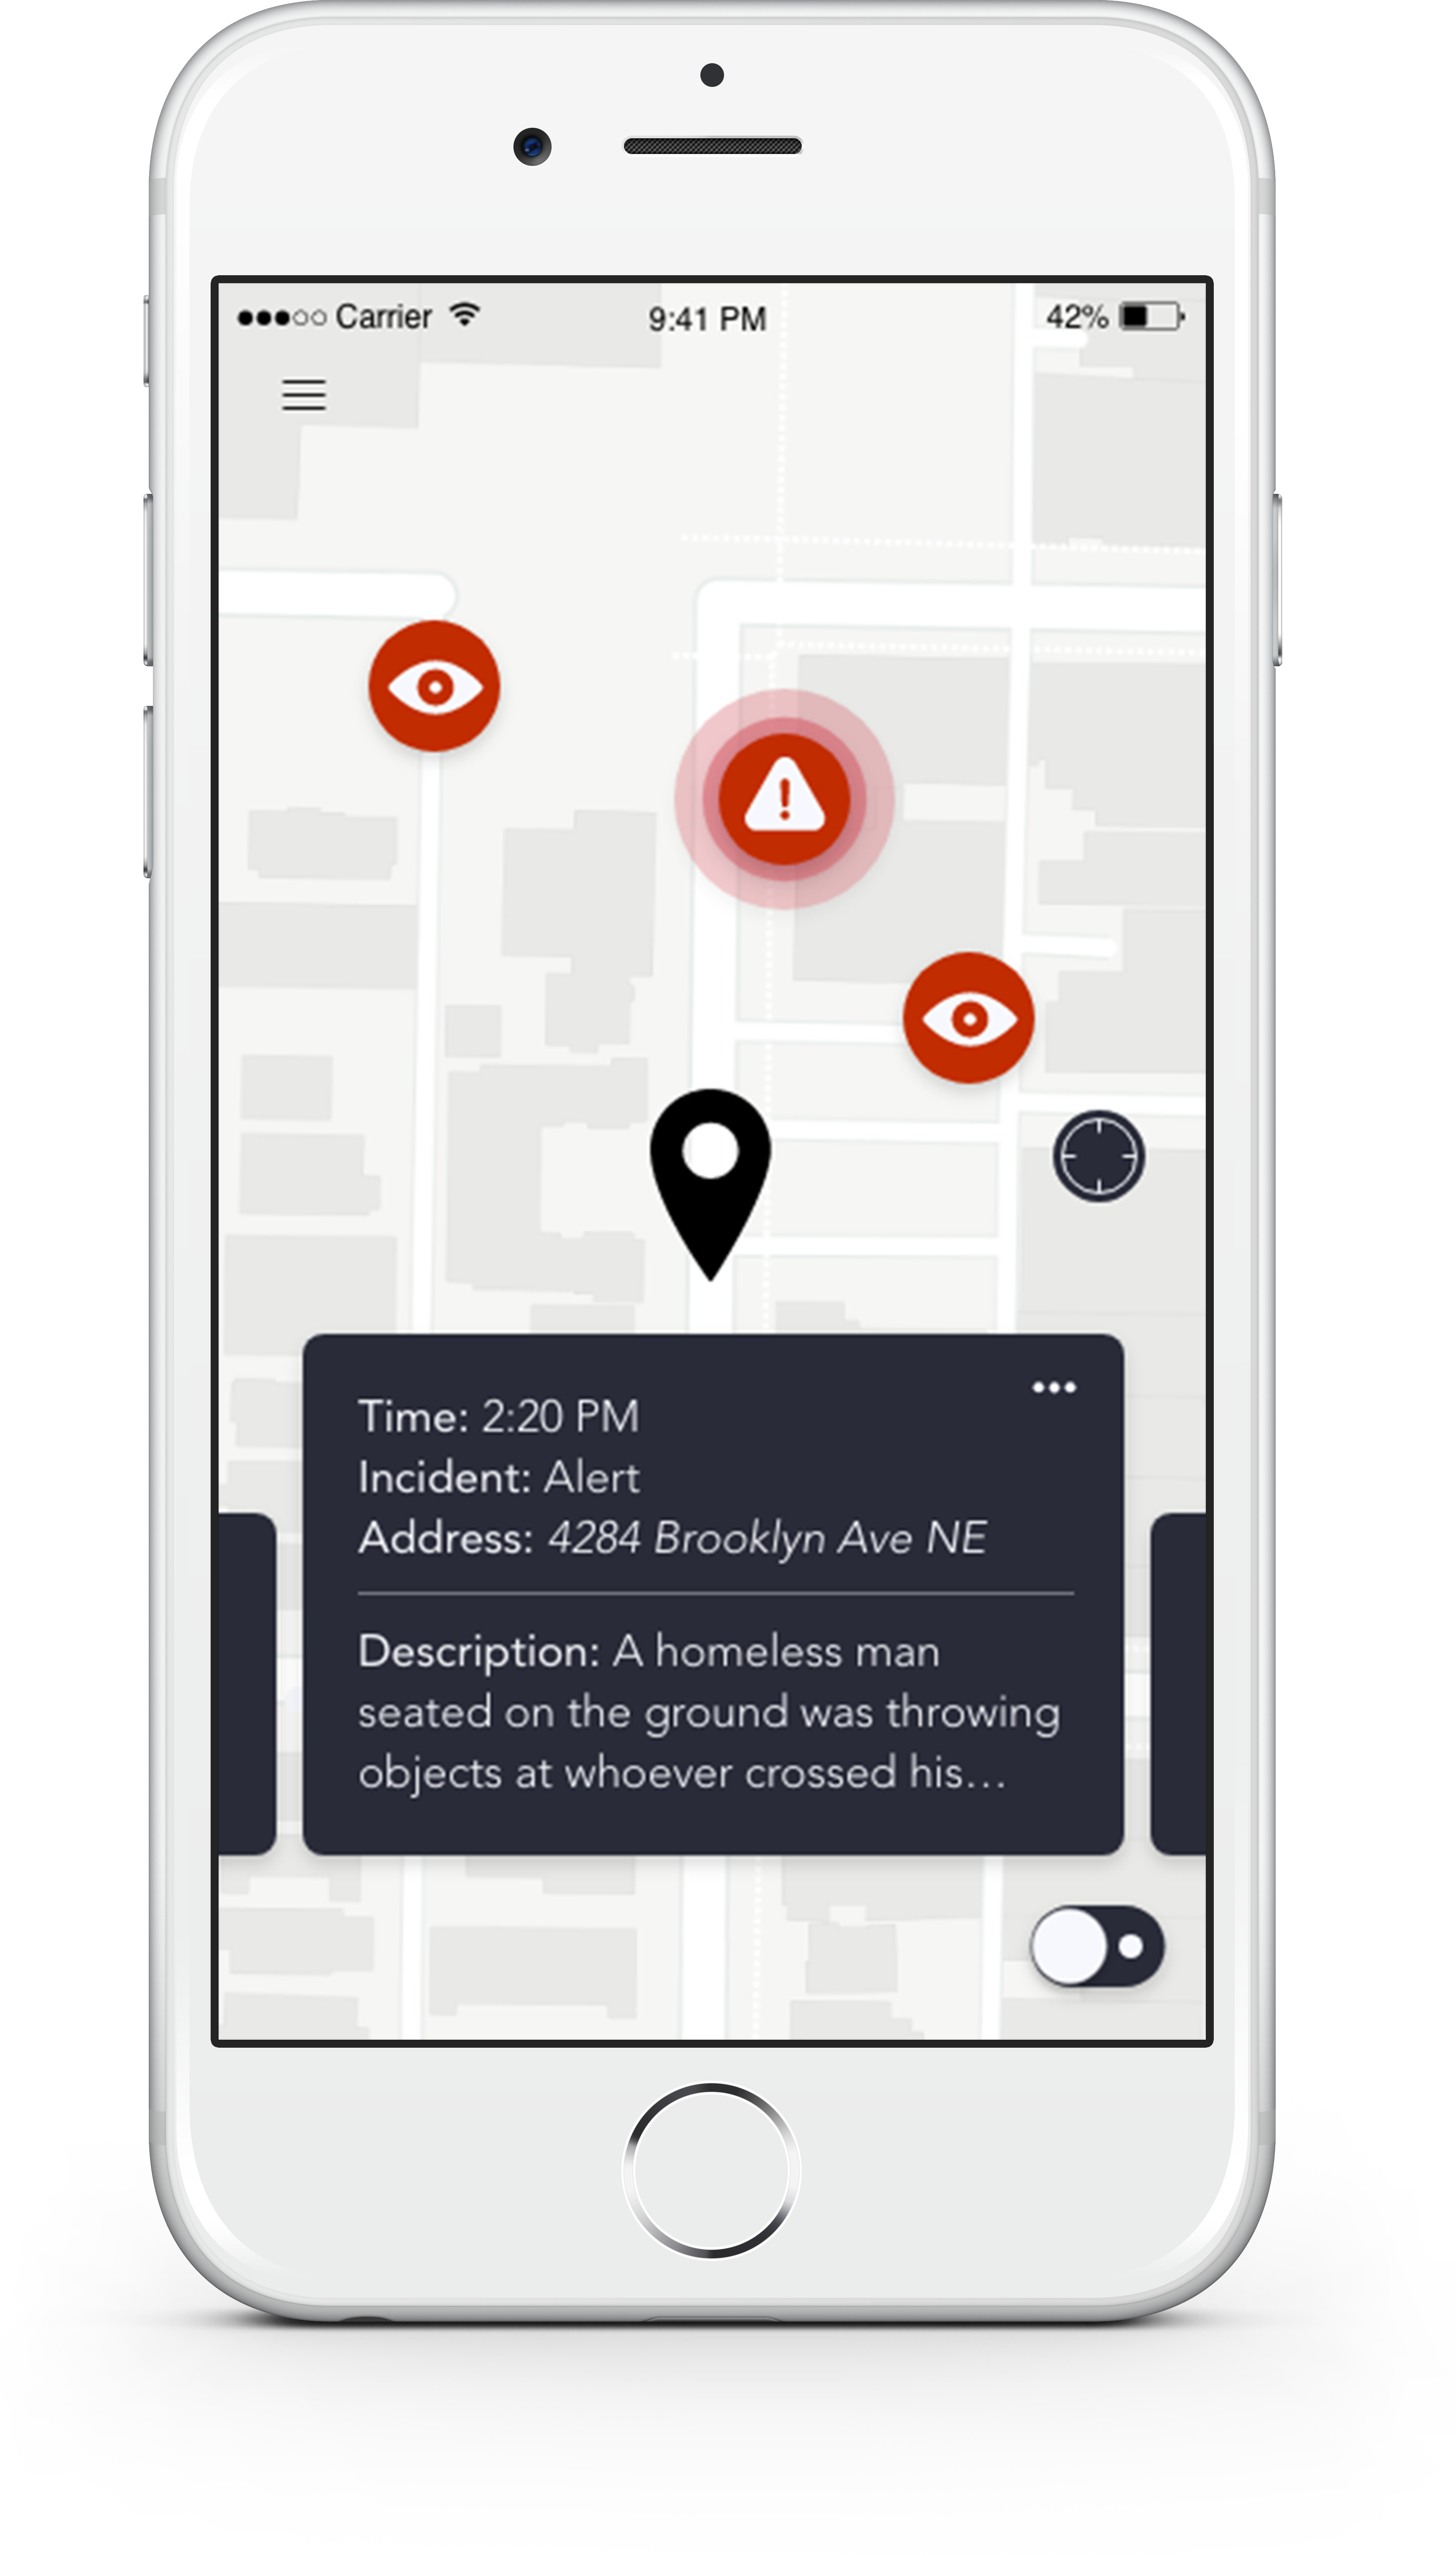 Carrier 9:41 PM 42%
Time: 2:20 PM
Incident: Alert
Address: 4284 Brooklyn Ave NE
Description: A homeless man
seated on the ground was throwing
objects at whoever crossed his...